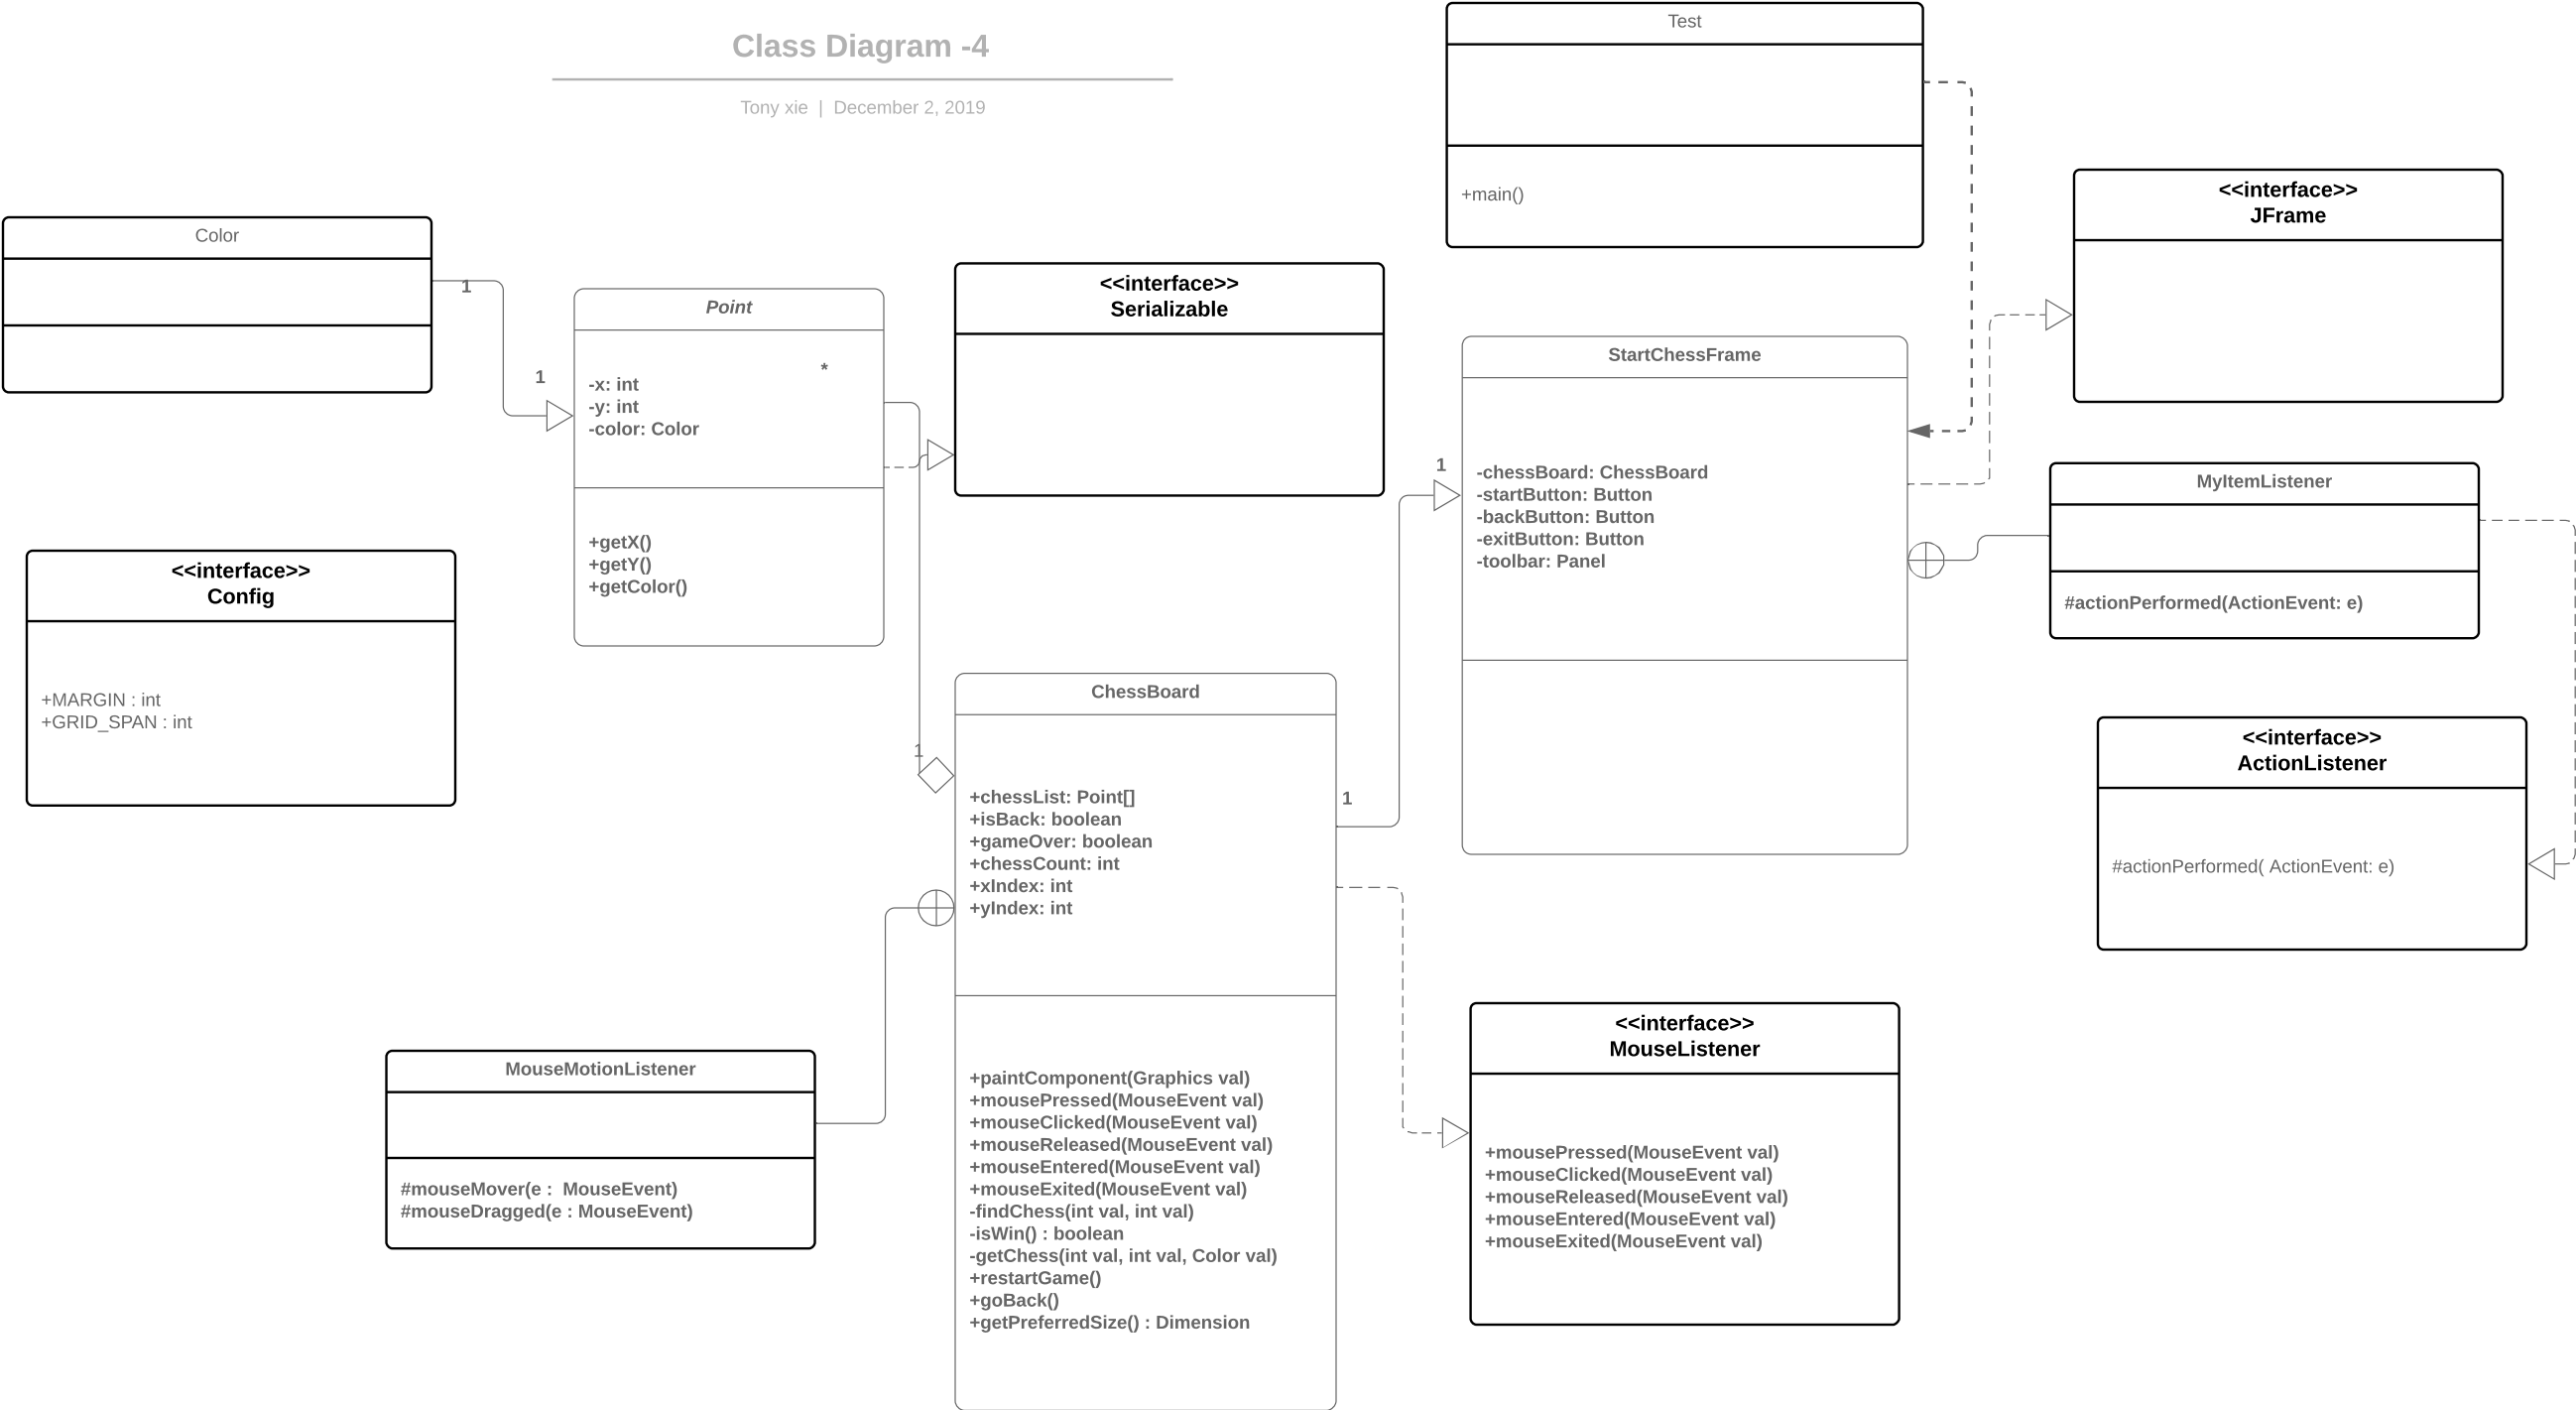 Class Diagram -4
Tony xie | December 2, 2019
Test
+main()
<<interface>>
JFrame
Color
1
1
Point
*
-x: int
-y: int
-color: Color
+getX()
+getY()
+getColor()
<<interface>>
Serializable
StartChessFrame
1
-chessBoard: ChessBoard
-startButton: Button
-backButton: Button
-exitButton: Button
-toolbar: Panel
MyItemListener
#actionPerformed(ActionEvent: e)
<<interface>>
Config
+MARGIN : int
+GRID_SPAN : int
ChessBoard
1
1
+chessList: Point[]
+isBack: boolean
+gameOver: boolean
+chessCount: int
+xIndex: int
+yIndex: int
+paintComponent(Graphics val)
+mousePressed(MouseEvent val)
+mouseClicked(MouseEvent val)
+mouseReleased(MouseEvent val)
+mouseEntered(MouseEvent val)
+mouseExited(MouseEvent val)
-findChess(int val, int val)
-isWin() : boolean
-getChess(int val, int val, Color val)
+restartGame()
+goBack()
+getPreferredSize() : Dimension
<<interface>>
ActionListener
#actionPerformed( ActionEvent: e)
MouseMotionListener
#mouseMover(e :  MouseEvent)
#mouseDragged(e : MouseEvent)
<<interface>>
MouseListener
+mousePressed(MouseEvent val)
+mouseClicked(MouseEvent val)
+mouseReleased(MouseEvent val)
+mouseEntered(MouseEvent val)
+mouseExited(MouseEvent val)